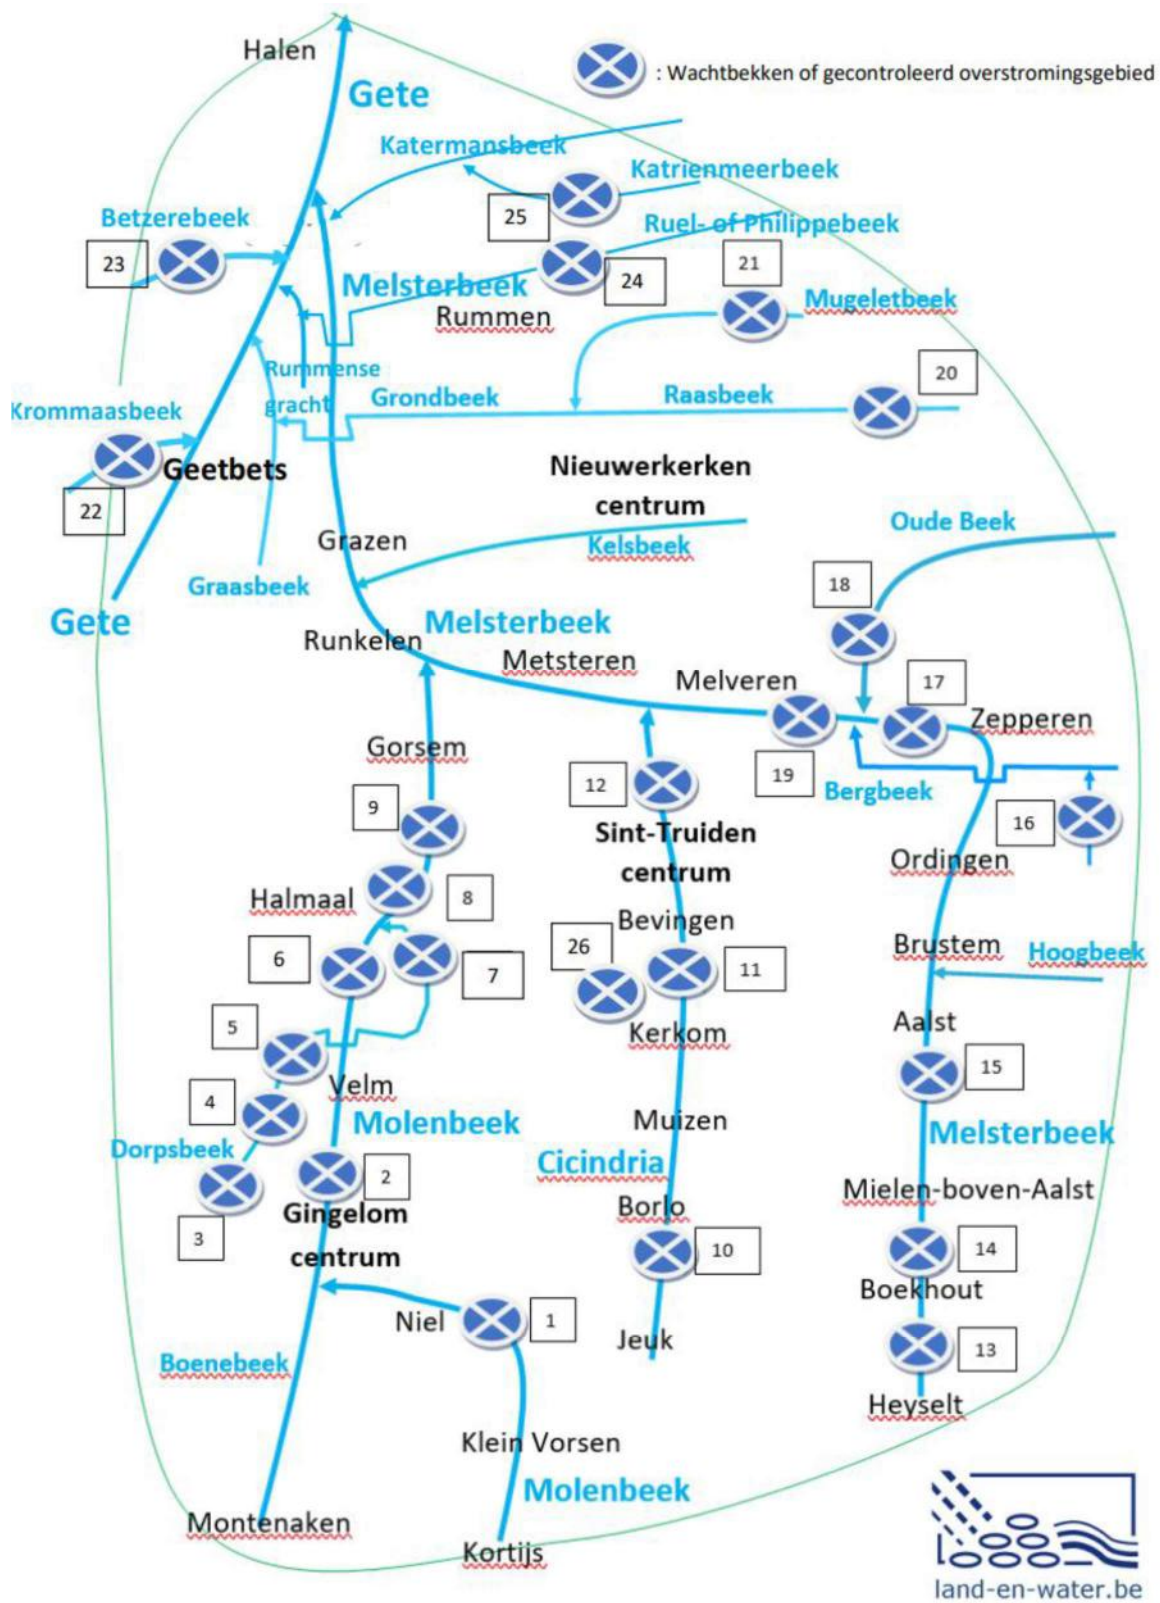 Halen
: Wachtbekken of gecontroleerd overstromingsgebied
Gete
Katermansbeek
Katrienmeerbeek
25
Betzerebeek
Ruel- of Philippebeek
23
21
24
Melsterbeek
Mugeletbeek
Rummen
Rummense
gracht
20
Grondbeek
Raasbeek
Krommaasbeek
Geetbets
Nieuwerkerken
centrum
22
Oude Beek
Grazen
Kelsbeek
Graasbeek
18
Gete
Melsterbeek
Runkelen
Metsteren
Melveren
17
Zepperen
Gorsem
12
19
Bergbeek
9
16
Sint-Truiden
centrum
Ordingen
Halmaal
8
Bevingen
26
Brustem
Hoogbeek
6
7
11
5
Kerkom
Aalst
15
Velm
4
Molenbeek
Muizen
Melsterbeek
Dorpsbeek
Cicindria
2
Mielen-boven-Aalst
Gingelom
centrum
Borlo
3
10
14
Boekhout
Niel
1
Jeuk
13
Boenebeek
Heyselt
Klein Vorsen
Molenbeek
Montenaken
Kortijs
land-en-water.be